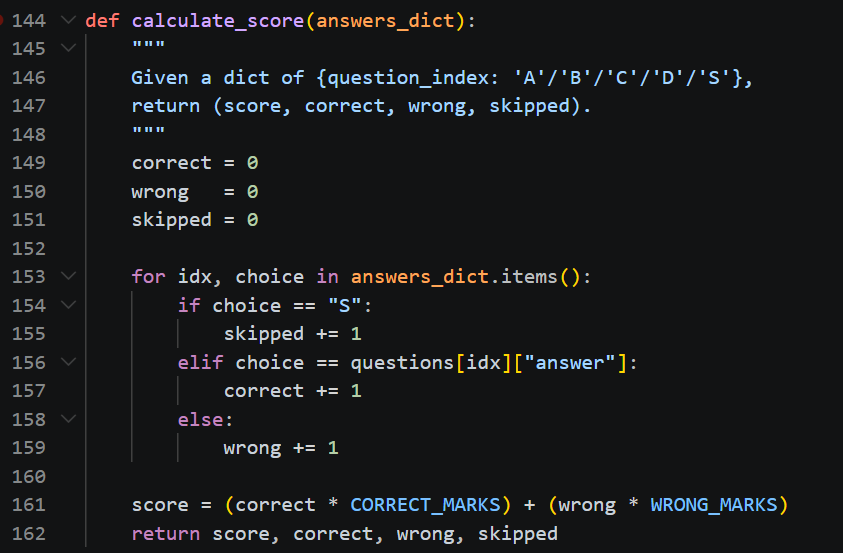 144 def calculate_score(answers_dict):
145     """
146     Given a dict of {question_index: 'A'/'B'/'C'/'D'/'S'},
147     return (score, correct, wrong, skipped).
148     """
149     correct = 0
150     wrong   = 0
151     skipped = 0
152
153     for idx, choice in answers_dict.items():
154         if choice == "S":
155             skipped += 1
156         elif choice == questions[idx]["answer"]:
157             correct += 1
158         else:
159             wrong += 1
160
161     score = (correct * CORRECT_MARKS) + (wrong * WRONG_MARKS)
162     return score, correct, wrong, skipped